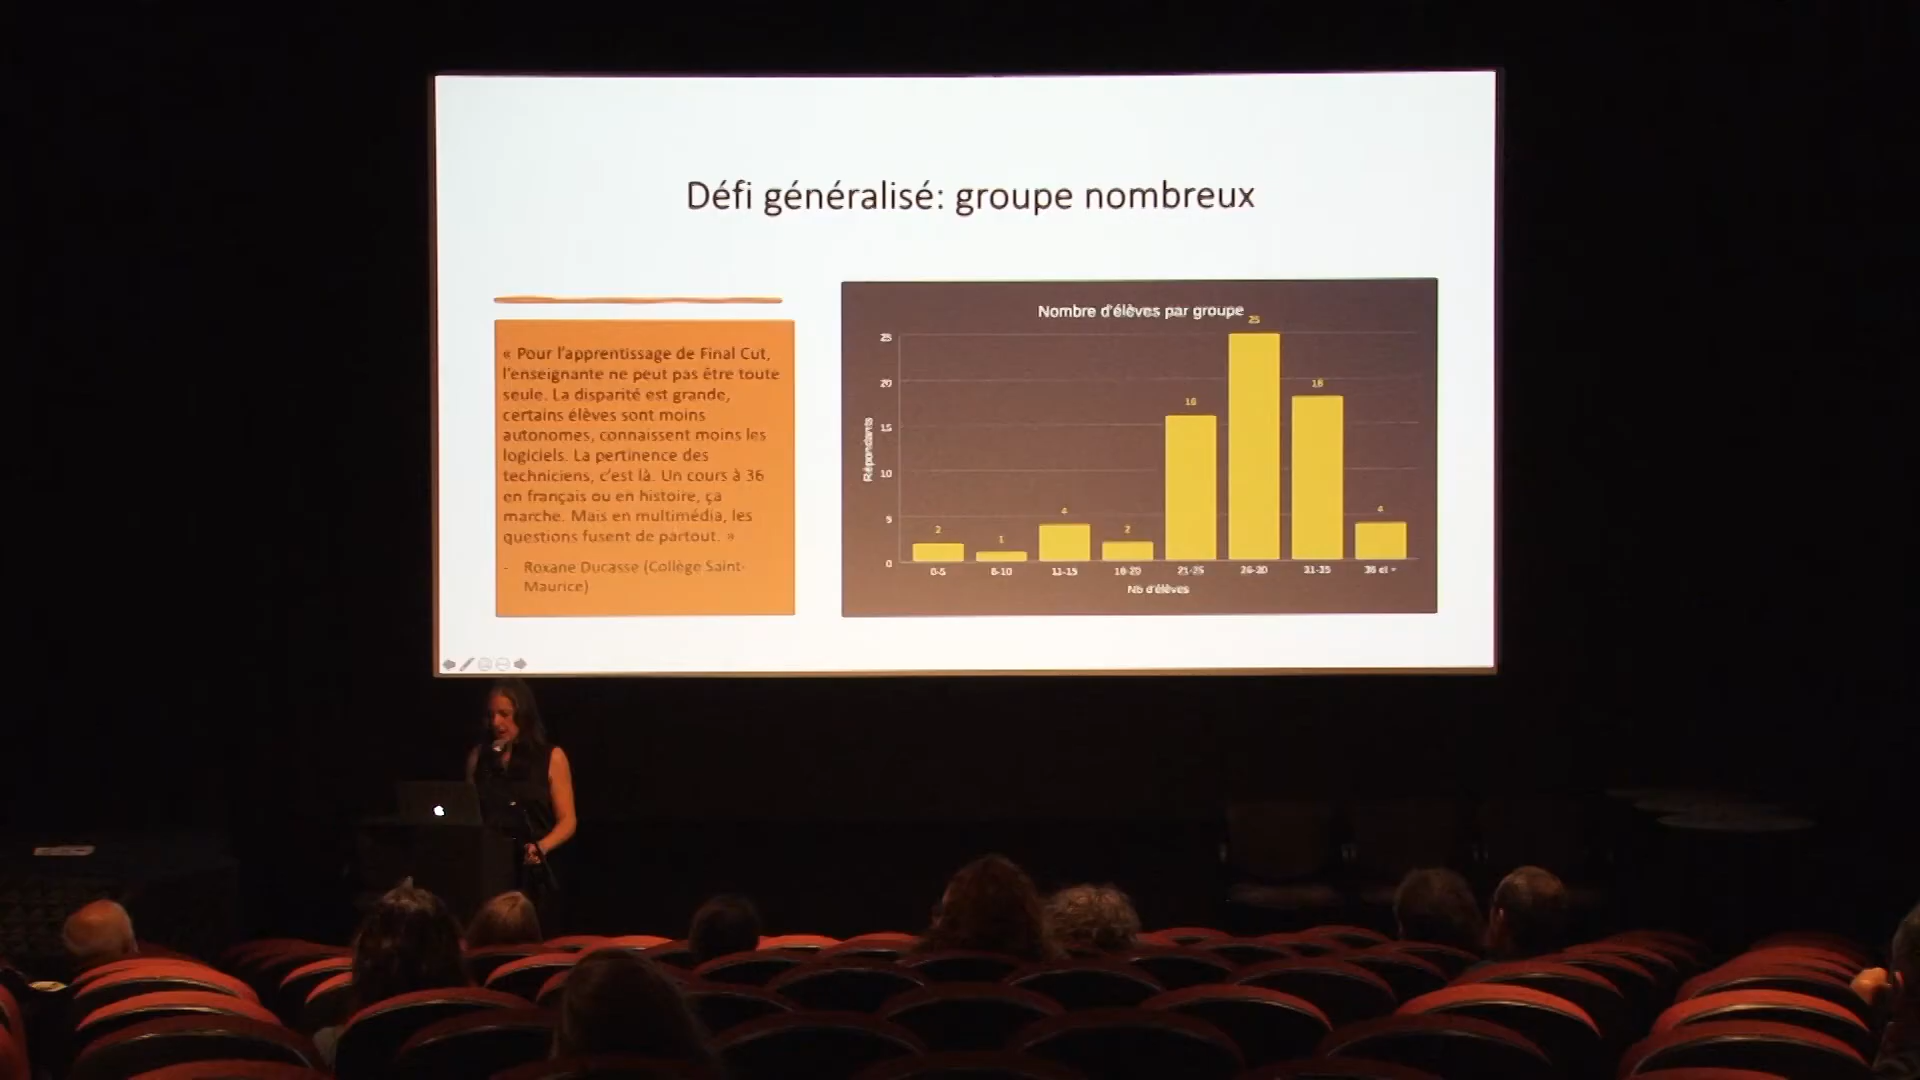 Défi généralisé: groupe nombreux
« Pour l'apprentissage de Final Cut,
l'enseignante ne peut pas être toute
seule. La disparité est grande,
certains élèves sont moins
autonomes, connaissent moins les
logiciels. La pertinence des
techniciens, c'est là. Un cours à 36
en français ou en histoire, ça
marche. Mais en multimédia, les
questions fusent de partout. »
- Roxane Ducasse (Collège Saint-
Maurice)
Nombre d'élèves par groupe
Répondants
25
20
15
10
5
0
2
1
4
2
16
25
18
4
0-5
6-10
11-15
16-20
21-25
26-30
31-35
36 et +
Nb d'élèves